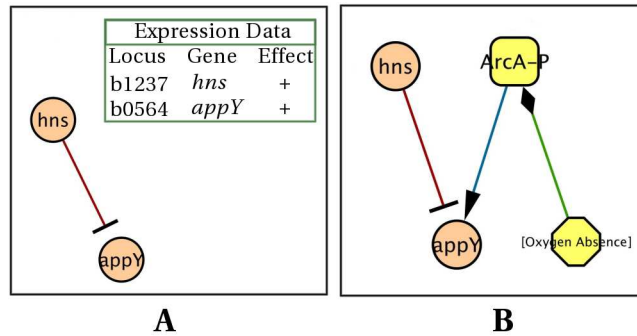 Expression Data
Locus Gene Effect
b1237 hns +
b0564 appY +
hns
appY
A
hns
ArcA-P
appY
[Oxygen Absence]
B